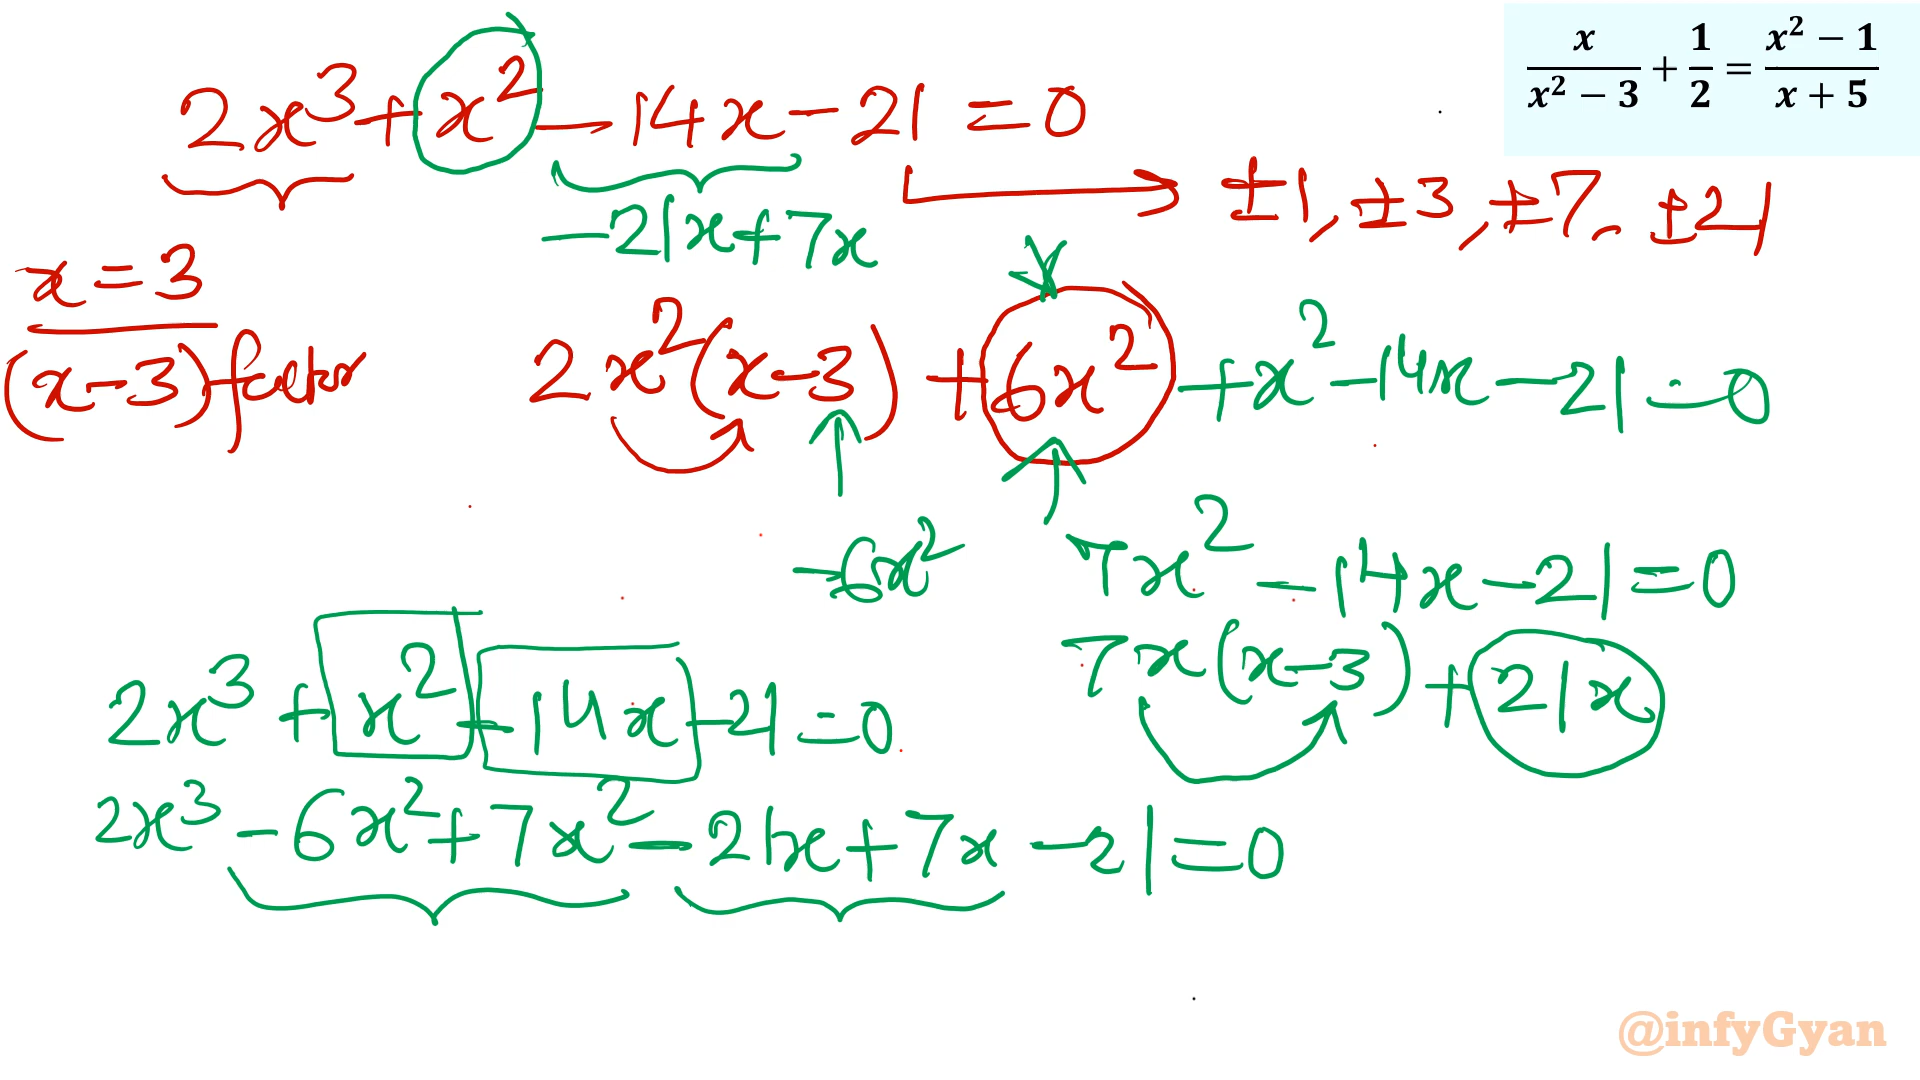 x/(x² − 3) + 1/2 = (x² − 1)/(x + 5)
2x³ + x² − 14x − 21 = 0
±1, ±3, ±7, ±21
−21x + 7x
x = 3
(x − 3) factor
2x²(x − 3) + 6x² + x² − 14x − 21 = 0
−6x²
7x² − 14x − 21 = 0
7x(x − 3) + 21x
2x³ + x² − 14x − 21 = 0
2x³ − 6x² + 7x² − 21x + 7x − 21 = 0
@infyGyan